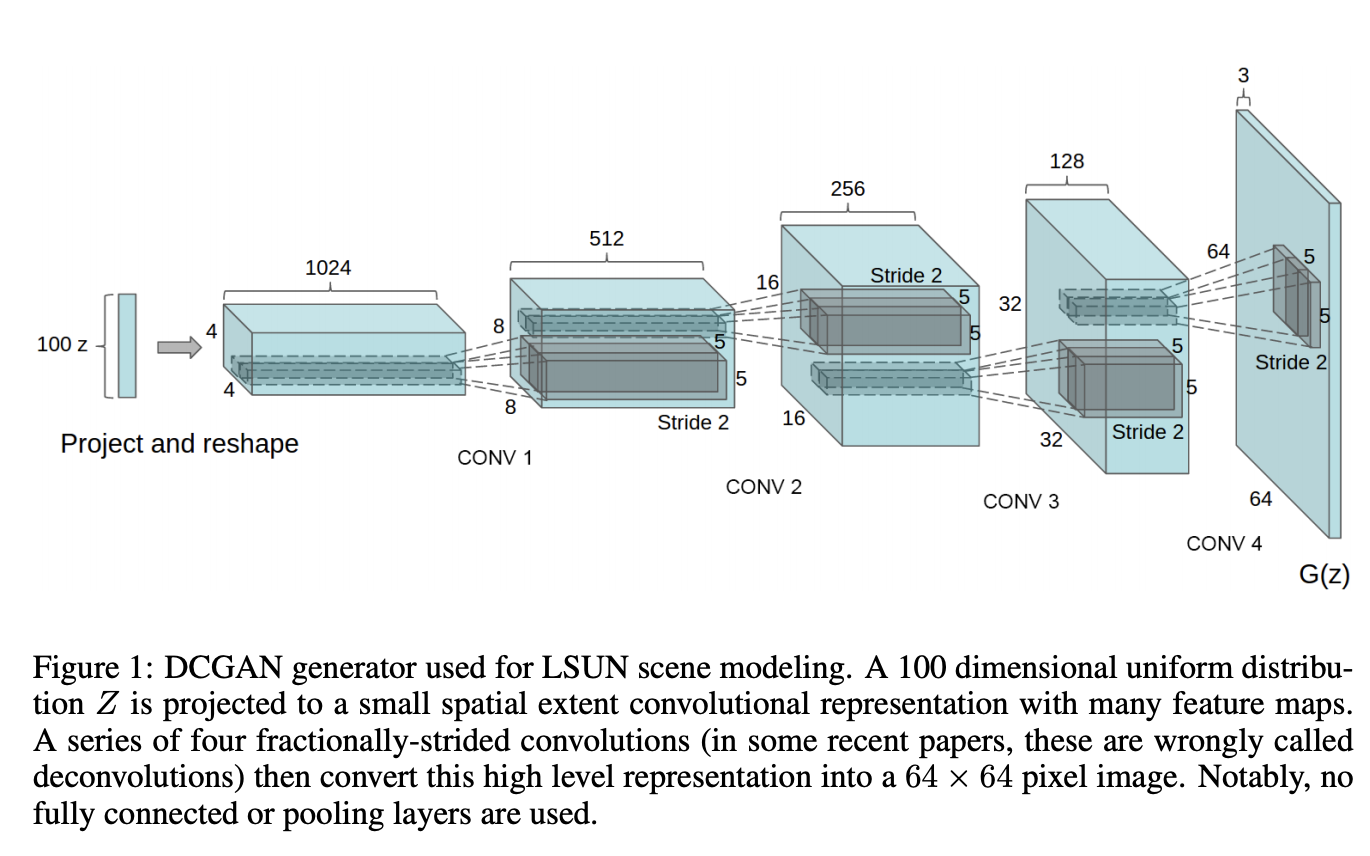 3
128
256
64
5
512
Stride 2
1024
16
5
32
5
4
8
5
5
100 z
5
5
5
Stride 2
4
8
16
Stride 2
32
Stride 2
Project and reshape
CONV 1
CONV 2
CONV 3
64
CONV 4
G(z)
Figure 1: DCGAN generator used for LSUN scene modeling. A 100 dimensional uniform distribu-
tion Z is projected to a small spatial extent convolutional representation with many feature maps.
A series of four fractionally-strided convolutions (in some recent papers, these are wrongly called
deconvolutions) then convert this high level representation into a 64 × 64 pixel image. Notably, no
fully connected or pooling layers are used.